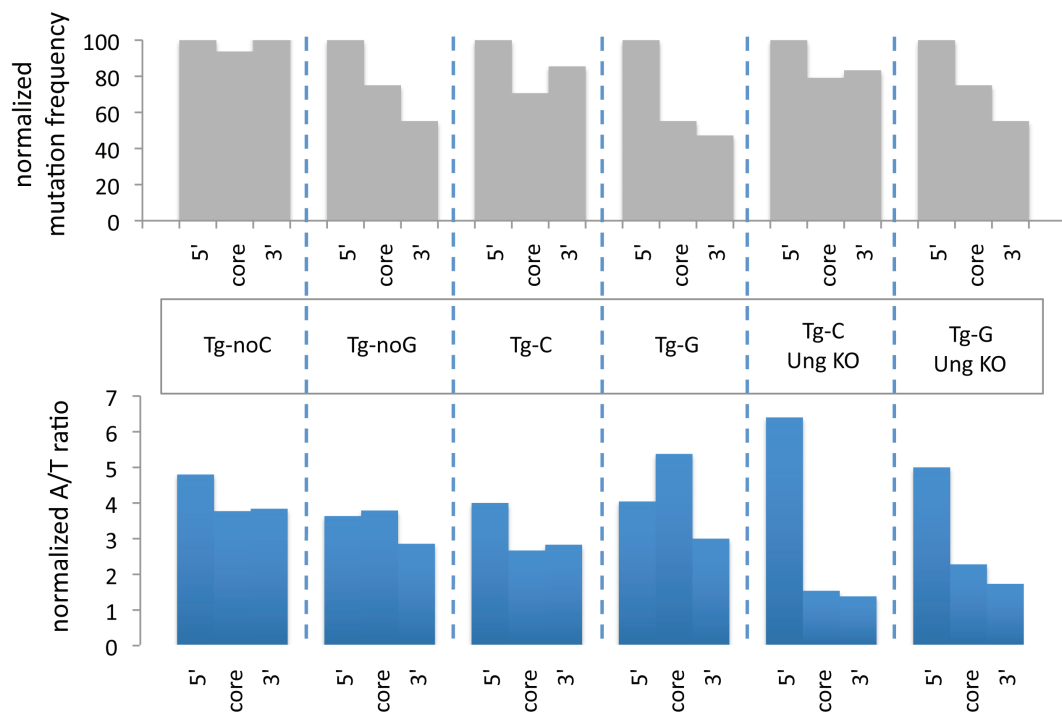 normalized
mutation frequency
100
80
60
40
20
0
5' core 3' 5' core 3' 5' core 3' 5' core 3' 5' core 3' 5' core 3'
Tg-noC
Tg-noG
Tg-C
Tg-G
Tg-C
Ung KO
Tg-G
Ung KO
normalized A/T ratio
7
6
5
4
3
2
1
0
5' core 3' 5' core 3' 5' core 3' 5' core 3' 5' core 3' 5' core 3'